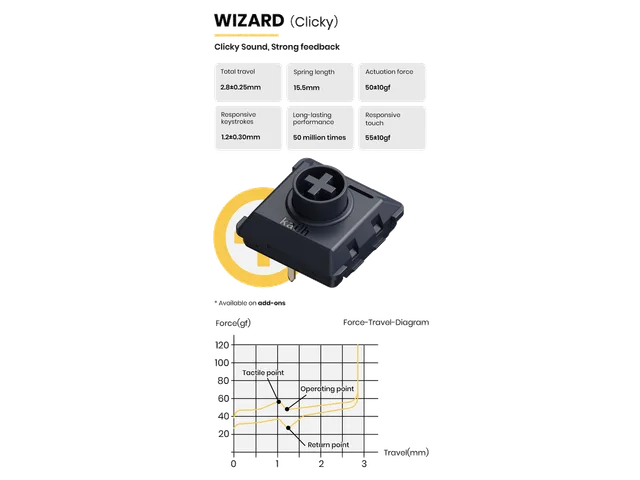 WIZARD (Clicky)
Clicky Sound, Strong feedback
Total travel
2.8±0.25mm
Spring length
15.5mm
Actuation force
50±10gf
Responsive
keystrokes
1.2±0.30mm
Long-lasting
performance
50 million times
Responsive
touch
55±10gf
kailh
* Available on add-ons
Force(gf)
Force-Travel-Diagram
120
100
80
60
40
20
Tactile point
Operating point
Return point
0
1
2
3
Travel(mm)